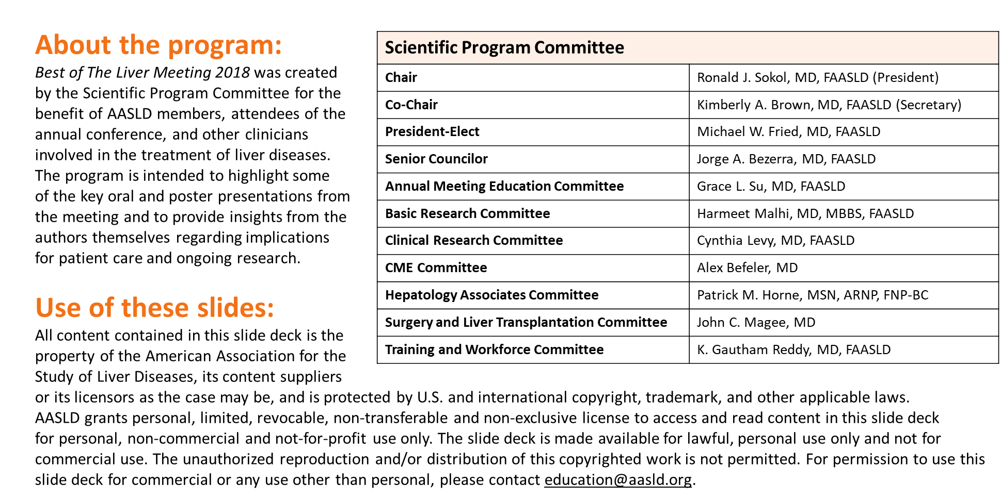 About the program:
Best of The Liver Meeting 2018 was created
by the Scientific Program Committee for the
benefit of AASLD members, attendees of the
annual conference, and other clinicians
involved in the treatment of liver diseases.
The program is intended to highlight some
of the key oral and poster presentations from
the meeting and to provide insights from the
authors themselves regarding implications
for patient care and ongoing research.
Scientific Program Committee
Chair Ronald J. Sokol, MD, FAASLD (President)
Co-Chair Kimberly A. Brown, MD, FAASLD (Secretary)
President-Elect Michael W. Fried, MD, FAASLD
Senior Councilor Jorge A. Bezerra, MD, FAASLD
Annual Meeting Education Committee Grace L. Su, MD, FAASLD
Basic Research Committee Harmeet Malhi, MD, MBBS, FAASLD
Clinical Research Committee Cynthia Levy, MD, FAASLD
CME Committee Alex Befeler, MD
Hepatology Associates Committee Patrick M. Horne, MSN, ARNP, FNP-BC
Surgery and Liver Transplantation Committee John C. Magee, MD
Training and Workforce Committee K. Gautham Reddy, MD, FAASLD
Use of these slides:
All content contained in this slide deck is the
property of the American Association for the
Study of Liver Diseases, its content suppliers
or its licensors as the case may be, and is protected by U.S. and international copyright, trademark, and other applicable laws.
AASLD grants personal, limited, revocable, non-transferable and non-exclusive license to access and read content in this slide deck
for personal, non-commercial and not-for-profit use only. The slide deck is made available for lawful, personal use only and not for
commercial use. The unauthorized reproduction and/or distribution of this copyrighted work is not permitted. For permission to use this
slide deck for commercial or any use other than personal, please contact education@aasld.org.